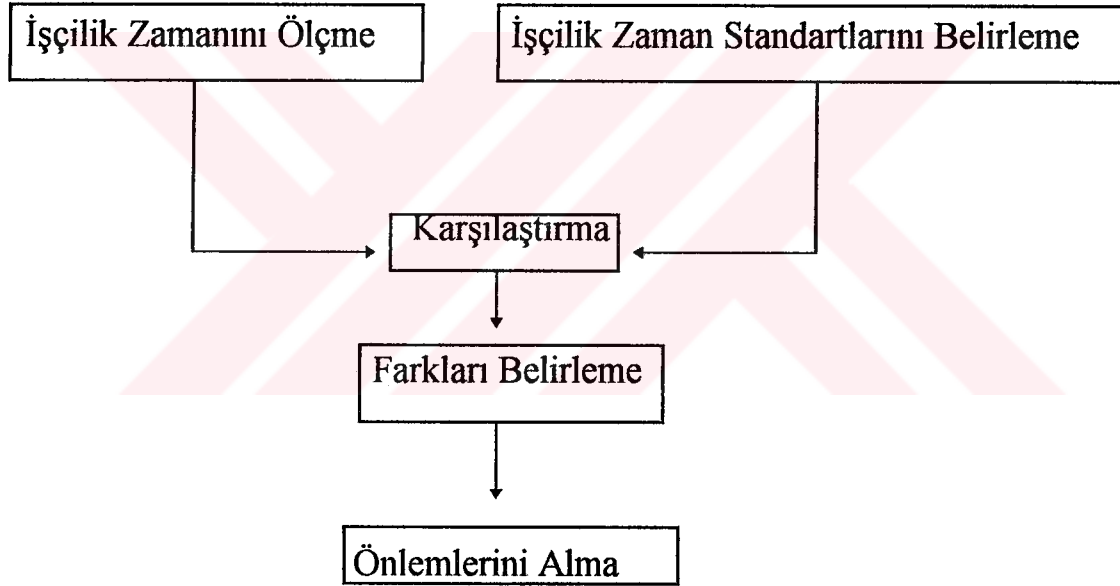 İşçilik Zamanını Ölçme
İşçilik Zaman Standartlarını Belirleme
Karşılaştırma
Farkları Belirleme
Önlemlerini Alma